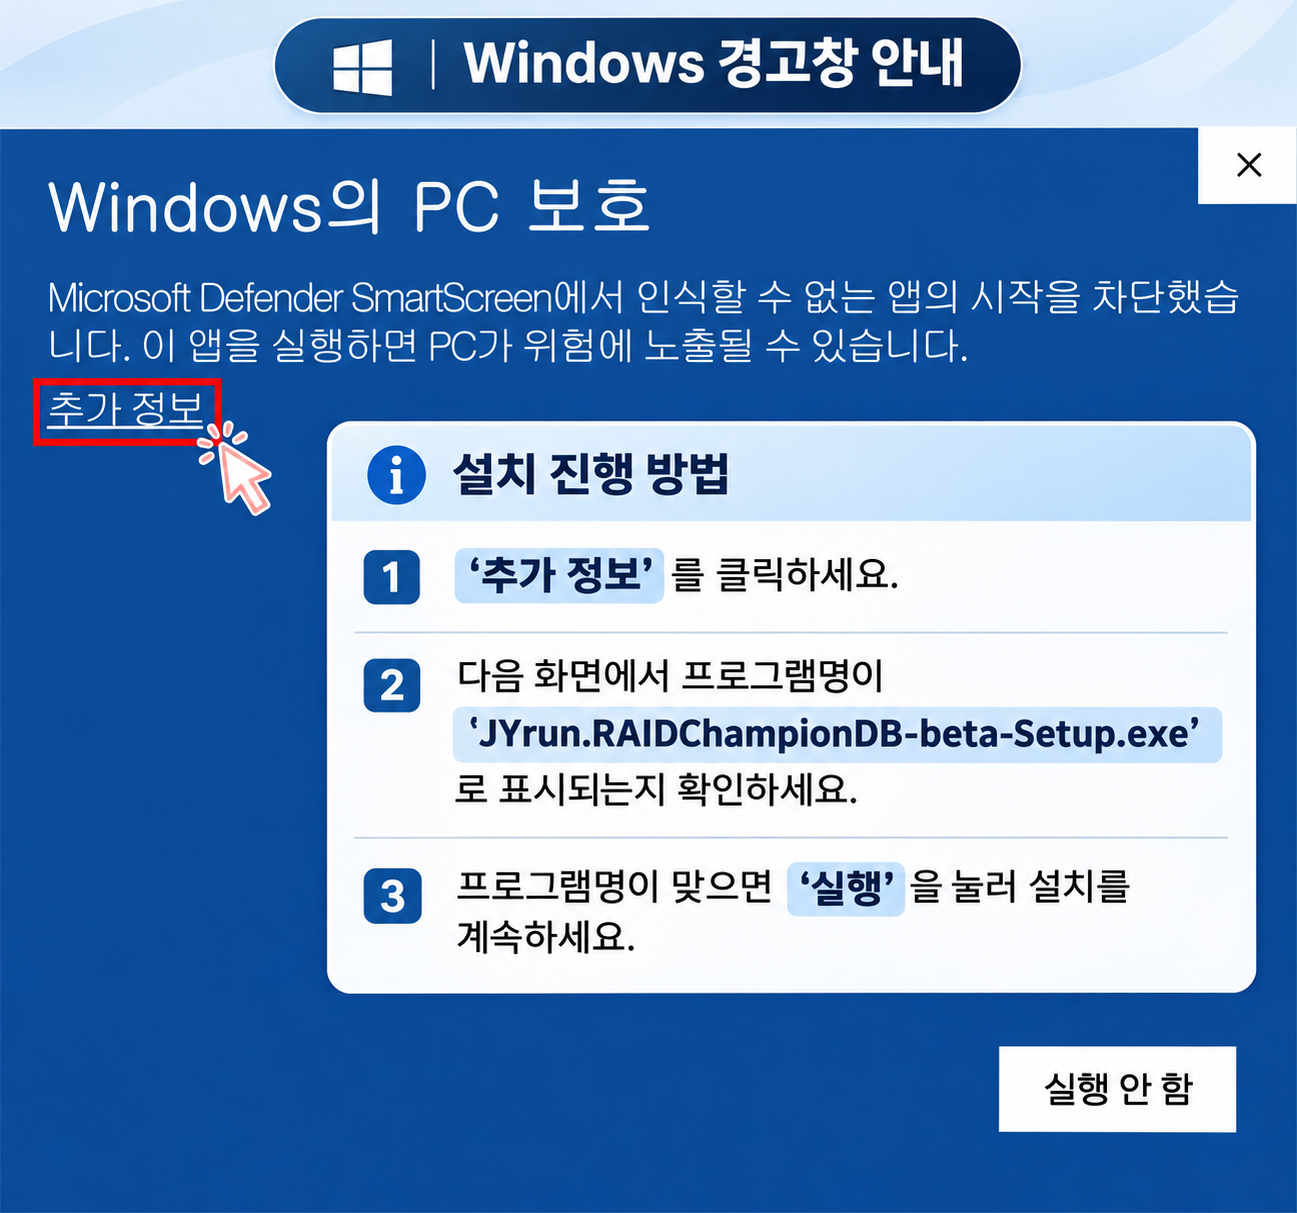 Windows 경고창 안내
Windows의 PC 보호
Microsoft Defender SmartScreen에서 인식할 수 없는 앱의 시작을 차단했습
니다. 이 앱을 실행하면 PC가 위험에 노출될 수 있습니다.
추가 정보
설치 진행 방법
1 ‘추가 정보’ 를 클릭하세요.
2 다음 화면에서 프로그램명이
‘JYrun.RAIDChampionDB-beta-Setup.exe’
로 표시되는지 확인하세요.
3 프로그램명이 맞으면 ‘실행’ 을 눌러 설치를
계속하세요.
실행 안 함